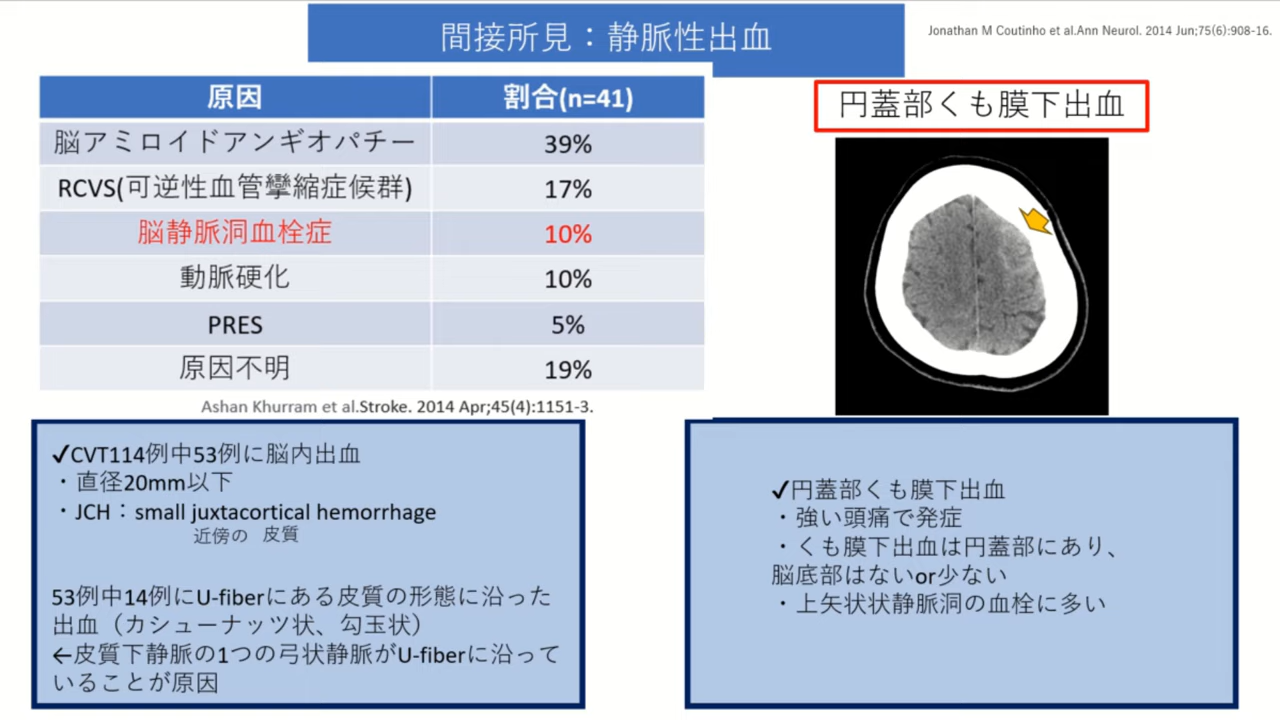 間接所見：静脈性出血
Jonathan M Coutinho et al.Ann Neurol. 2014 Jun;75(6):908-16.
原因 割合(n=41)
脳アミロイドアンギオパチー 39%
RCVS(可逆性血管攣縮症候群) 17%
脳静脈洞血栓症 10%
動脈硬化 10%
PRES 5%
原因不明 19%
Ashan Khurram et al.Stroke. 2014 Apr;45(4):1151-3.
円蓋部くも膜下出血
✓CVT114例中53例に脳内出血
・直径20mm以下
・JCH：small juxtacortical hemorrhage
近傍の 皮質
53例中14例にU-fiberにある皮質の形態に沿った
出血（カシューナッツ状、勾玉状）
←皮質下静脈の1つの弓状静脈がU-fiberに沿って
いることが原因
✓円蓋部くも膜下出血
・強い頭痛で発症
・くも膜下出血は円蓋部にあり、
脳底部はないor少ない
・上矢状状静脈洞の血栓に多い